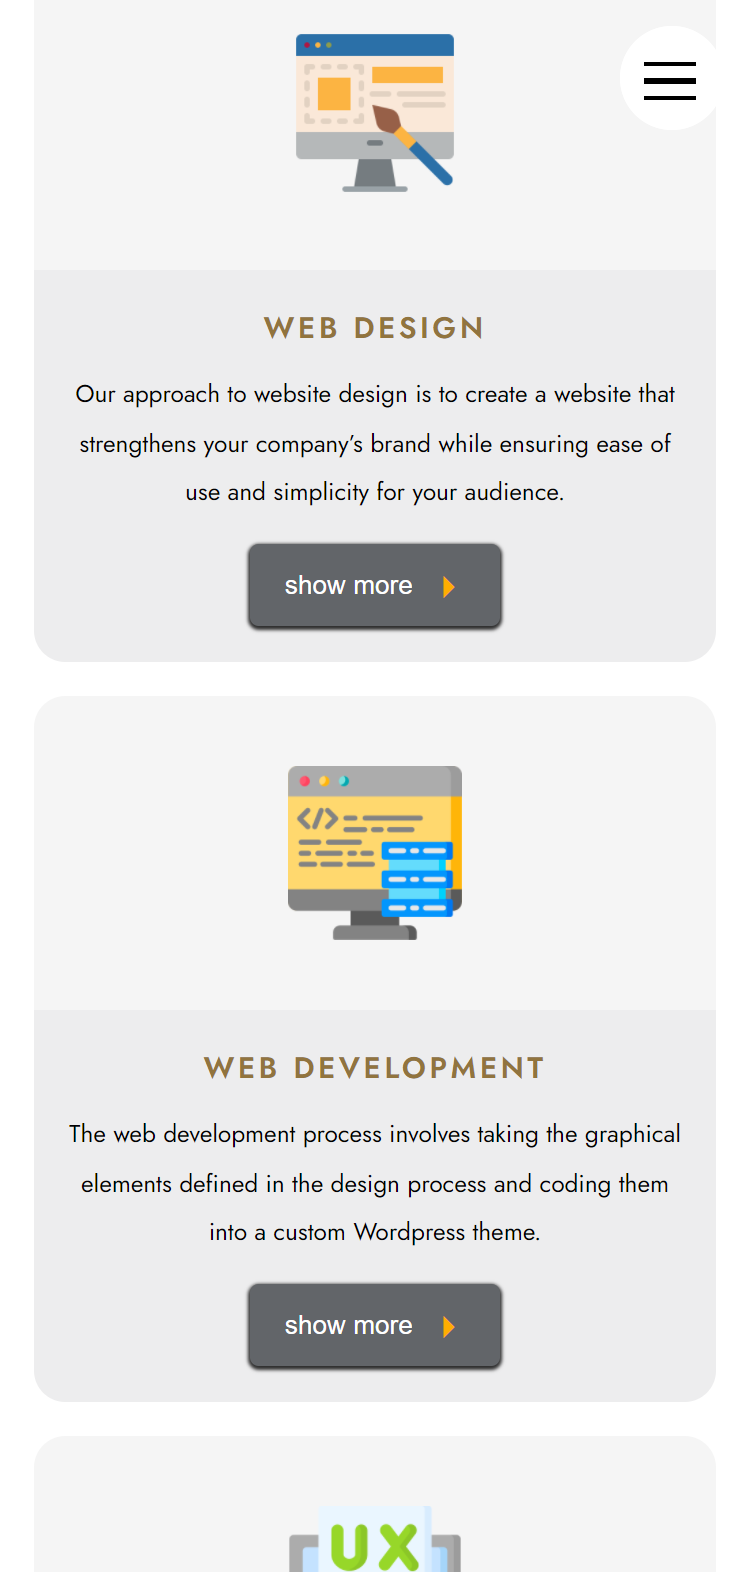 WEB DESIGN
Our approach to website design is to create a website that
strengthens your company’s brand while ensuring ease of
use and simplicity for your audience.
show more
</>
WEB DEVELOPMENT
The web development process involves taking the graphical
elements defined in the design process and coding them
into a custom Wordpress theme.
show more
UX